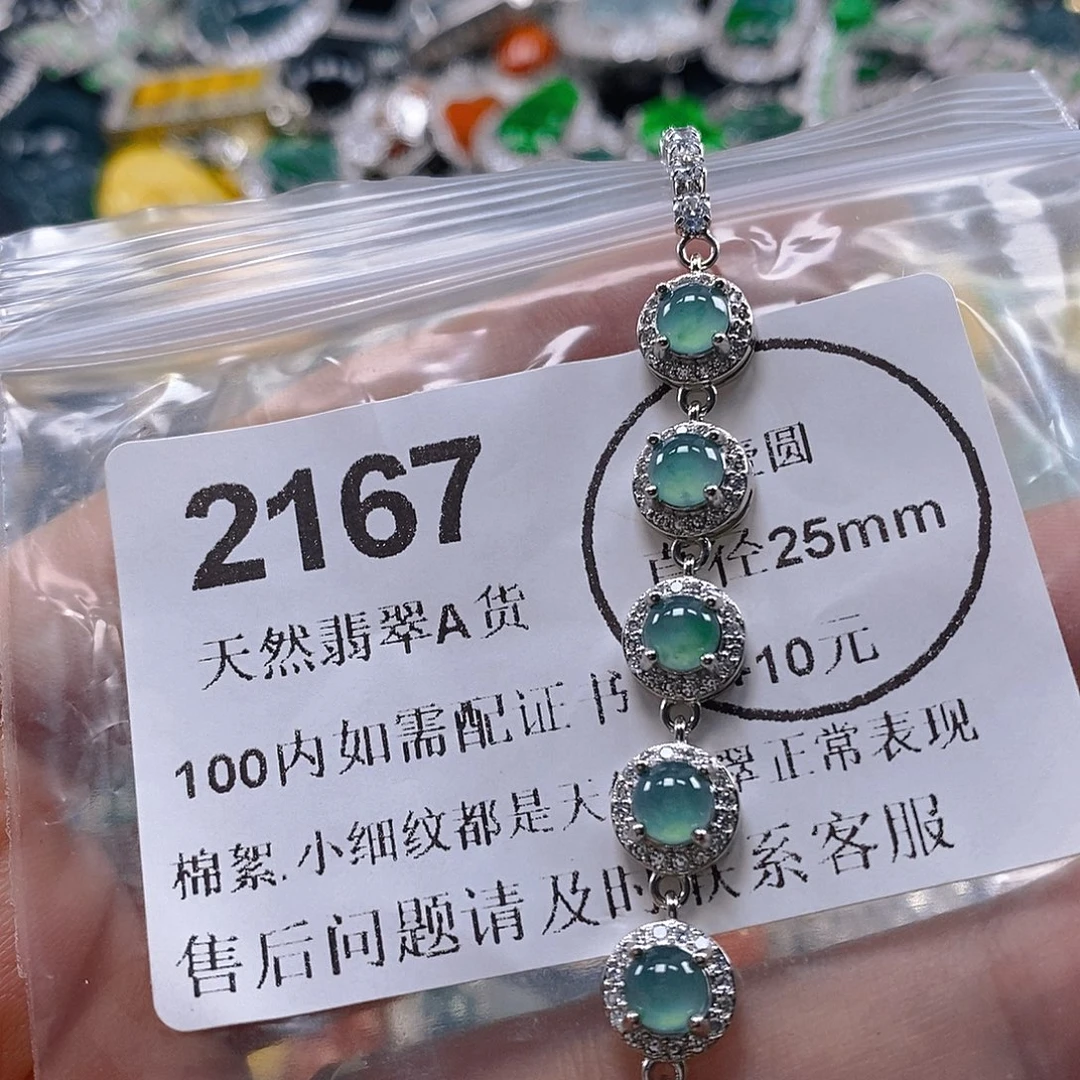 2167
圆
直径25mm
天然翡翠A货
10元
100内如需配证书
棉絮.小细纹都是天 翠正常表现
售后问题请及时联系客服